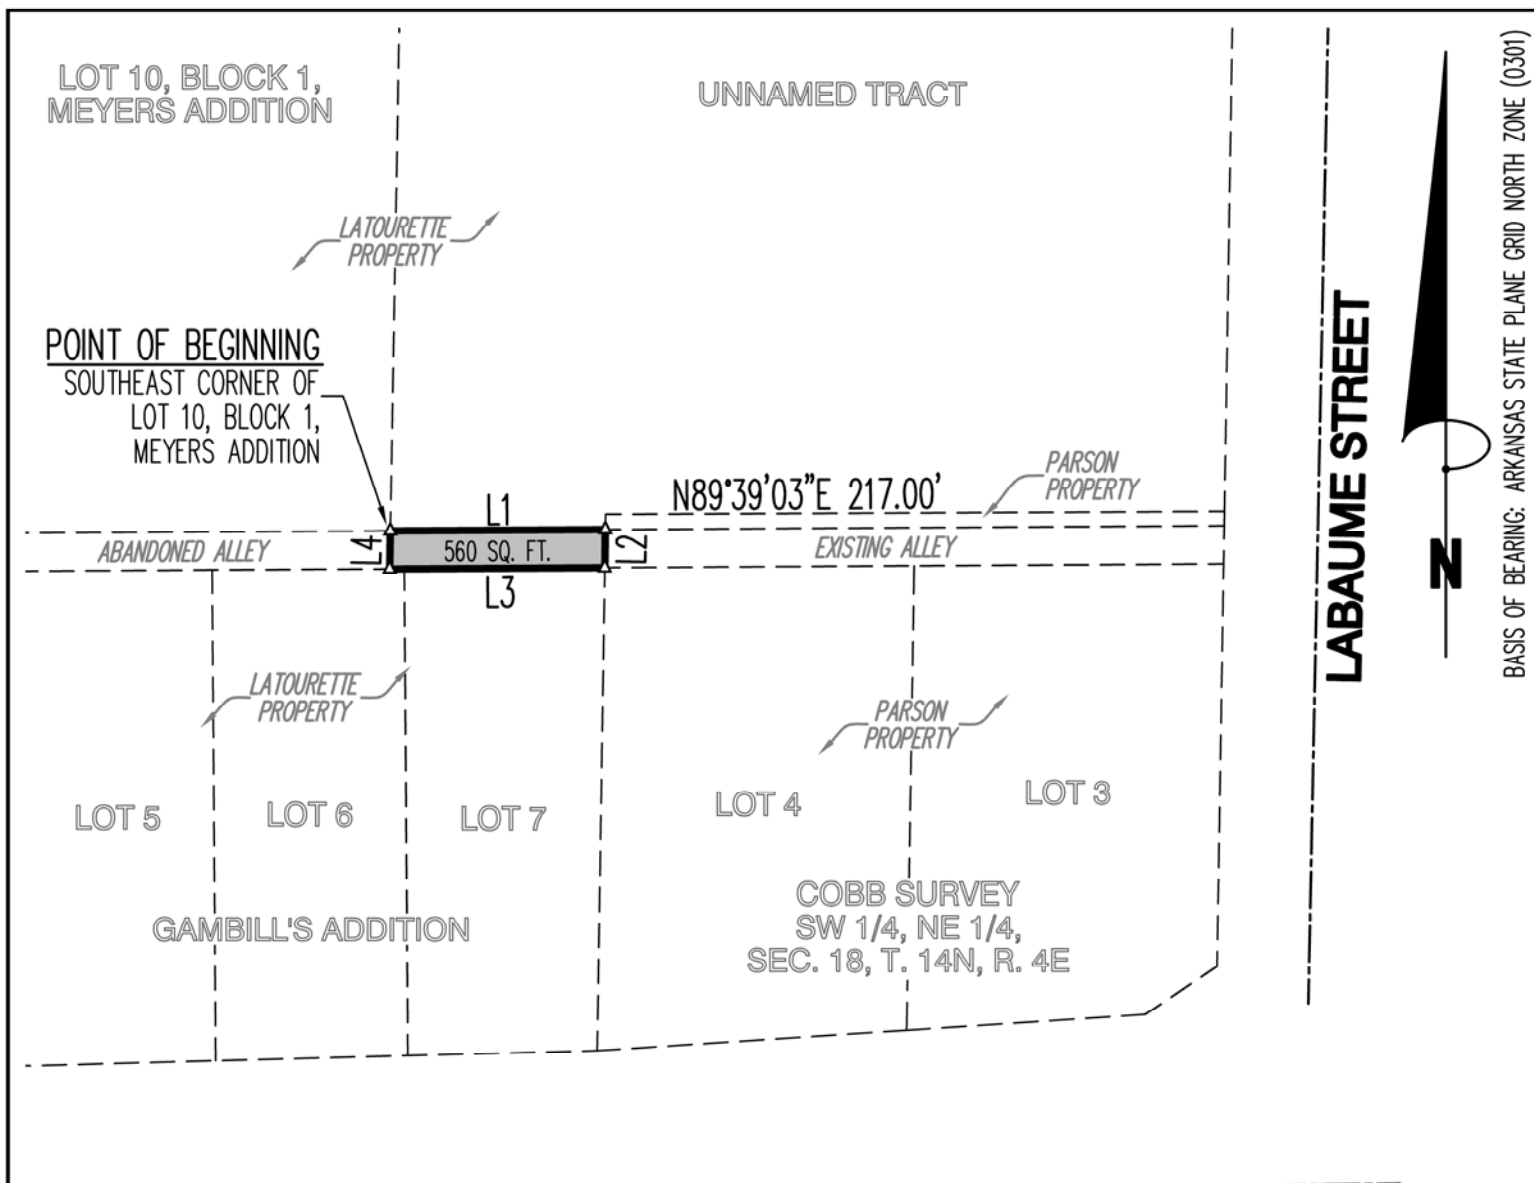 LOT 10, BLOCK 1,
MEYERS ADDITION
UNNAMED TRACT
BASIS OF BEARING: ARKANSAS STATE PLANE GRID NORTH ZONE (0301)
LATOURETTE
PROPERTY
POINT OF BEGINNING
SOUTHEAST CORNER OF
LOT 10, BLOCK 1,
MEYERS ADDITION
LABAUME STREET
PARSON
PROPERTY
N89°39'03"E 217.00'
L1
L4
560 SQ. FT.
L2
L3
ABANDONED ALLEY
EXISTING ALLEY
N
LATOURETTE
PROPERTY
PARSON
PROPERTY
LOT 5
LOT 6
LOT 7
LOT 4
LOT 3
GAMBILL'S ADDITION
COBB SURVEY
SW 1/4, NE 1/4,
SEC. 18, T. 14N, R. 4E